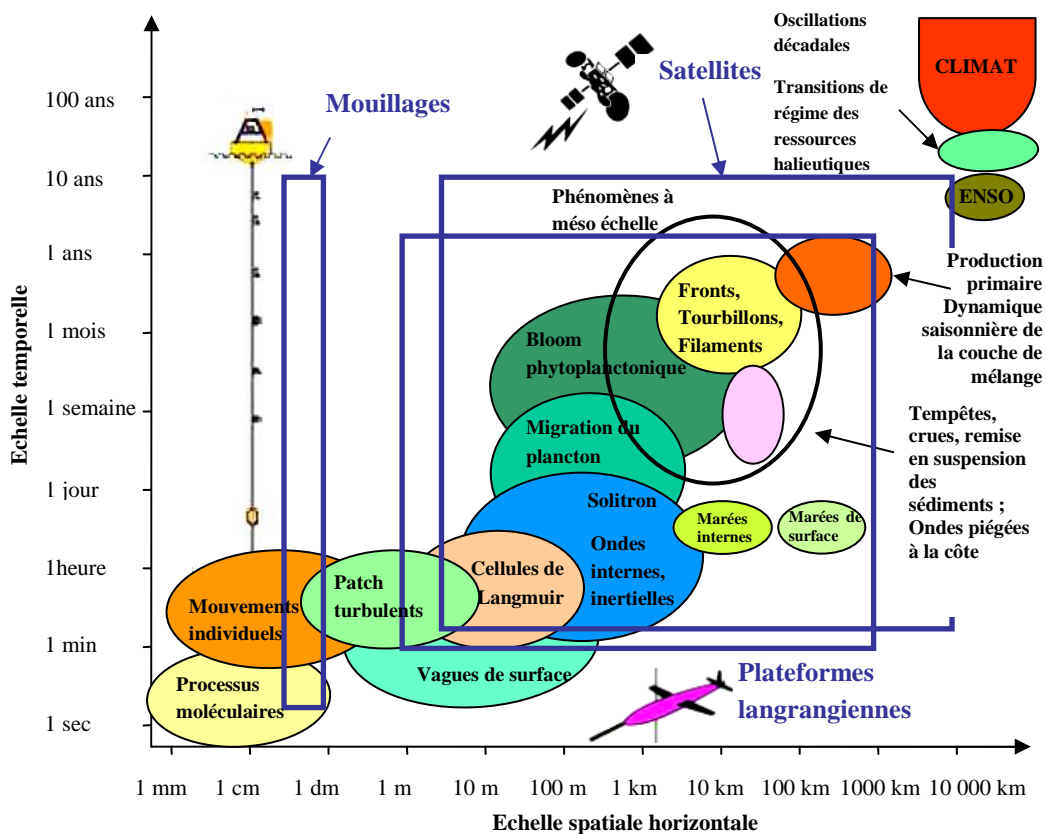 Oscillations
décadales
CLIMAT
Satellites
Transitions de
régime des
ressources
halieutiques
Mouillages
ENSO
Phénomènes à
méso échelle
Production
primaire
Dynamique
saisonnière de
la couche de
mélange
Fronts,
Tourbillons,
Filaments
Bloom
phytoplanctonique
Migration du
plancton
Tempêtes,
crues, remise
en suspension
des
sédiments ;
Ondes piégées
à la côte
Solitron
Ondes
internes,
inertielles
Marées
internes
Marées de
surface
Cellules de
Langmuir
Patch
turbulents
Mouvements
individuels
Processus
moléculaires
Vagues de surface
Plateformes
langrangiennes
Echelle temporelle
100 ans
10 ans
1 ans
1 mois
1 semaine
1 jour
1heure
1 min
1 sec
1 mm 1 cm 1 dm 1 m 10 m 100 m 1 km 10 km 100 km 1000 km 10 000 km
Echelle spatiale horizontale